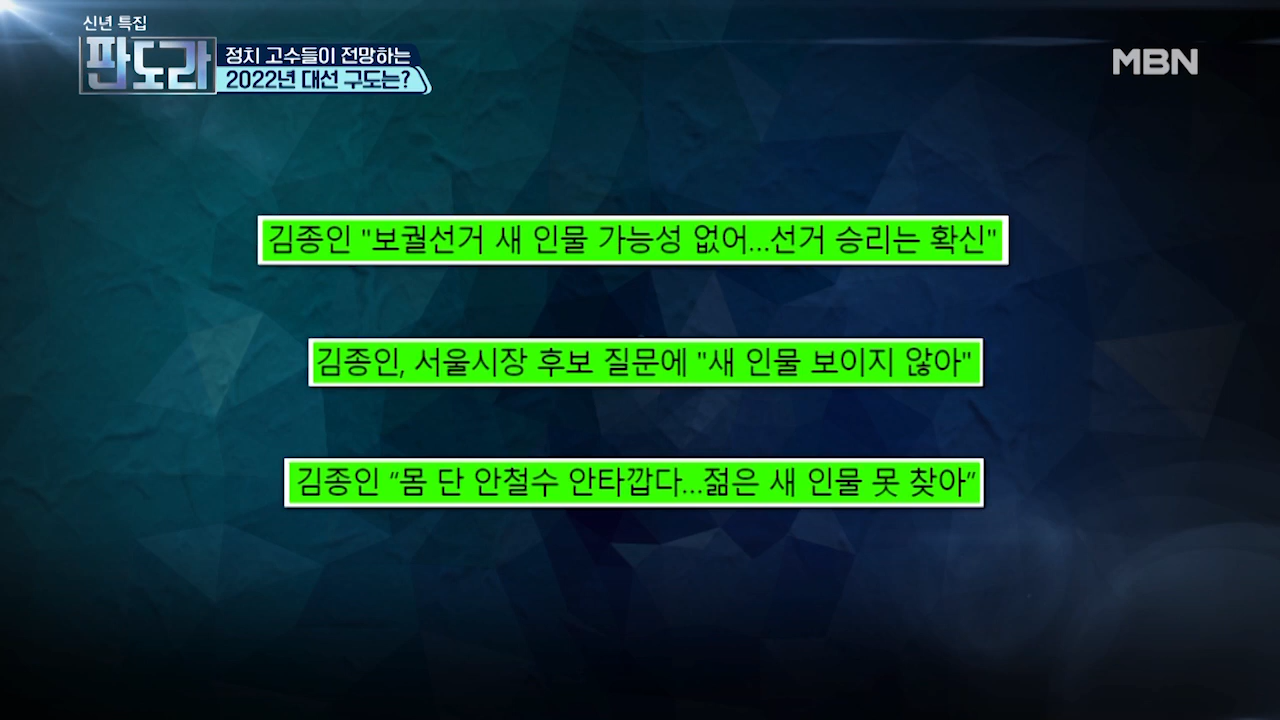 신년 특집
판도라
정치 고수들이 전망하는
2022년 대선 구도는?
MBN
김종인 "보궐선거 새 인물 가능성 없어...선거 승리는 확신"
김종인, 서울시장 후보 질문에 "새 인물 보이지 않아"
김종인 “몸 단 안철수 안타깝다...젊은 새 인물 못 찾아”